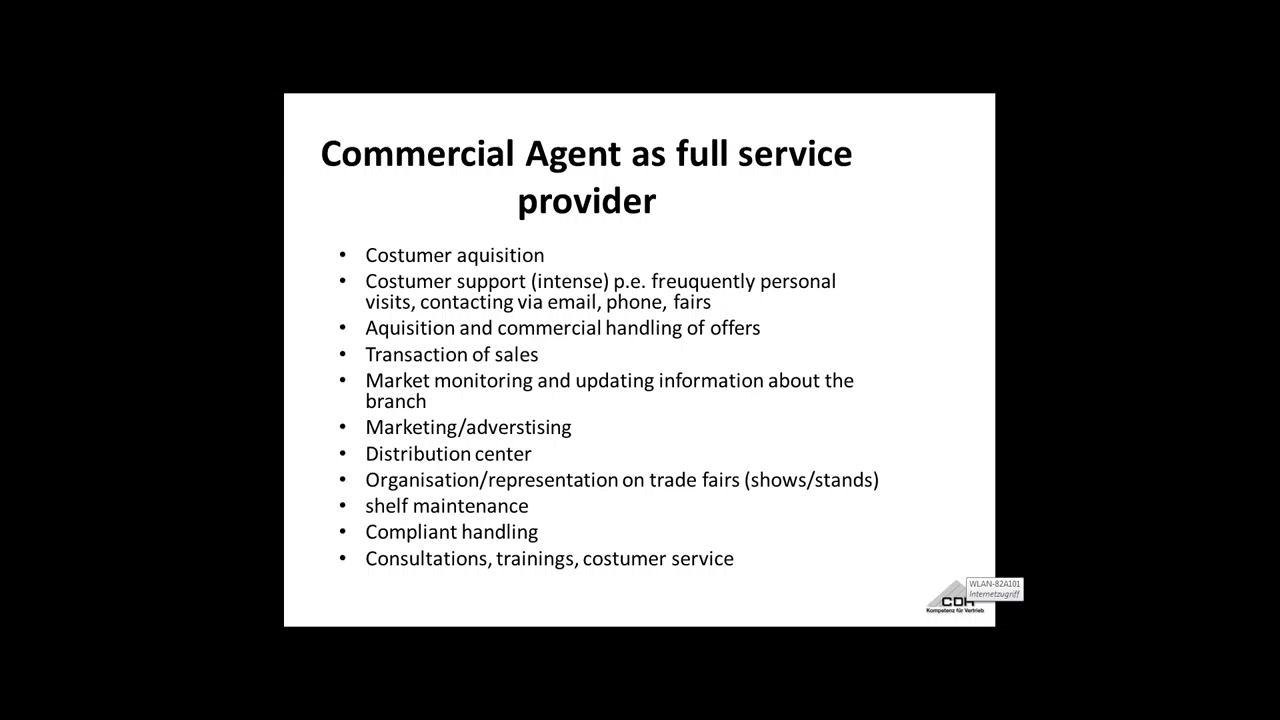 Commercial Agent as full service
provider
• Costumer aquisition
• Costumer support (intense) p.e. freuquently personal
visits, contacting via email, phone, fairs
• Aquisition and commercial handling of offers
• Transaction of sales
• Market monitoring and updating information about the
branch
• Marketing/adverstising
• Distribution center
• Organisation/representation on trade fairs (shows/stands)
• shelf maintenance
• Compliant handling
• Consultations, trainings, costumer service
WLAN-82A101
Internetzugriff
CDH
Kompetenz für Vertrieb